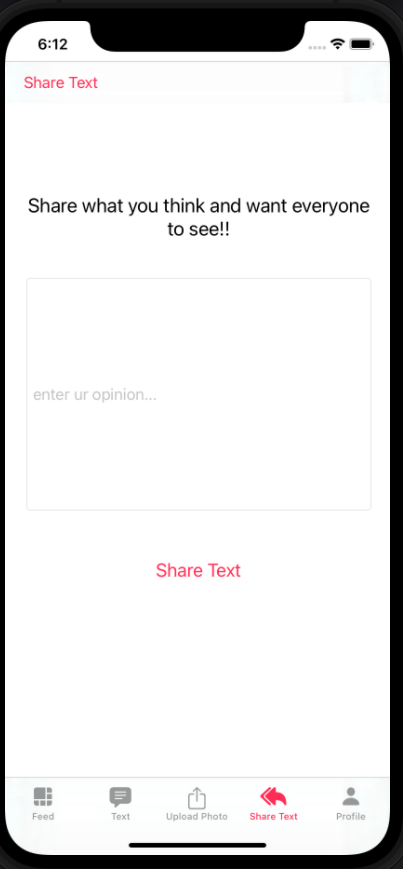 6:12
Share Text
Share what you think and want everyone
to see!!
enter ur opinion...
Share Text
Feed Text Upload Photo Share Text Profile